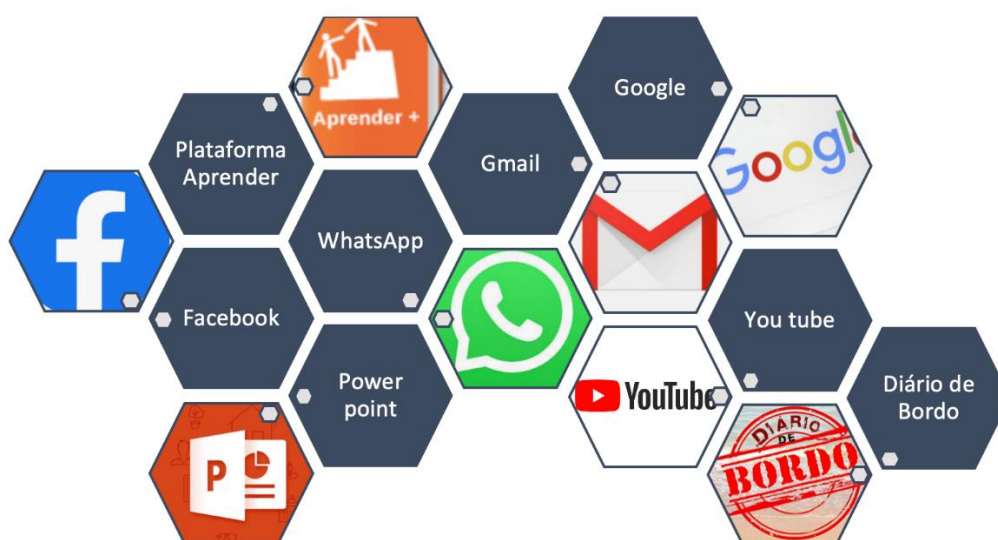 Aprender +
Google
Plataforma
Aprender
Gmail
Google
WhatsApp
Facebook
You tube
Power
point
YouTube
Diário de
Bordo
P
DIÁRIO
DE
BORDO